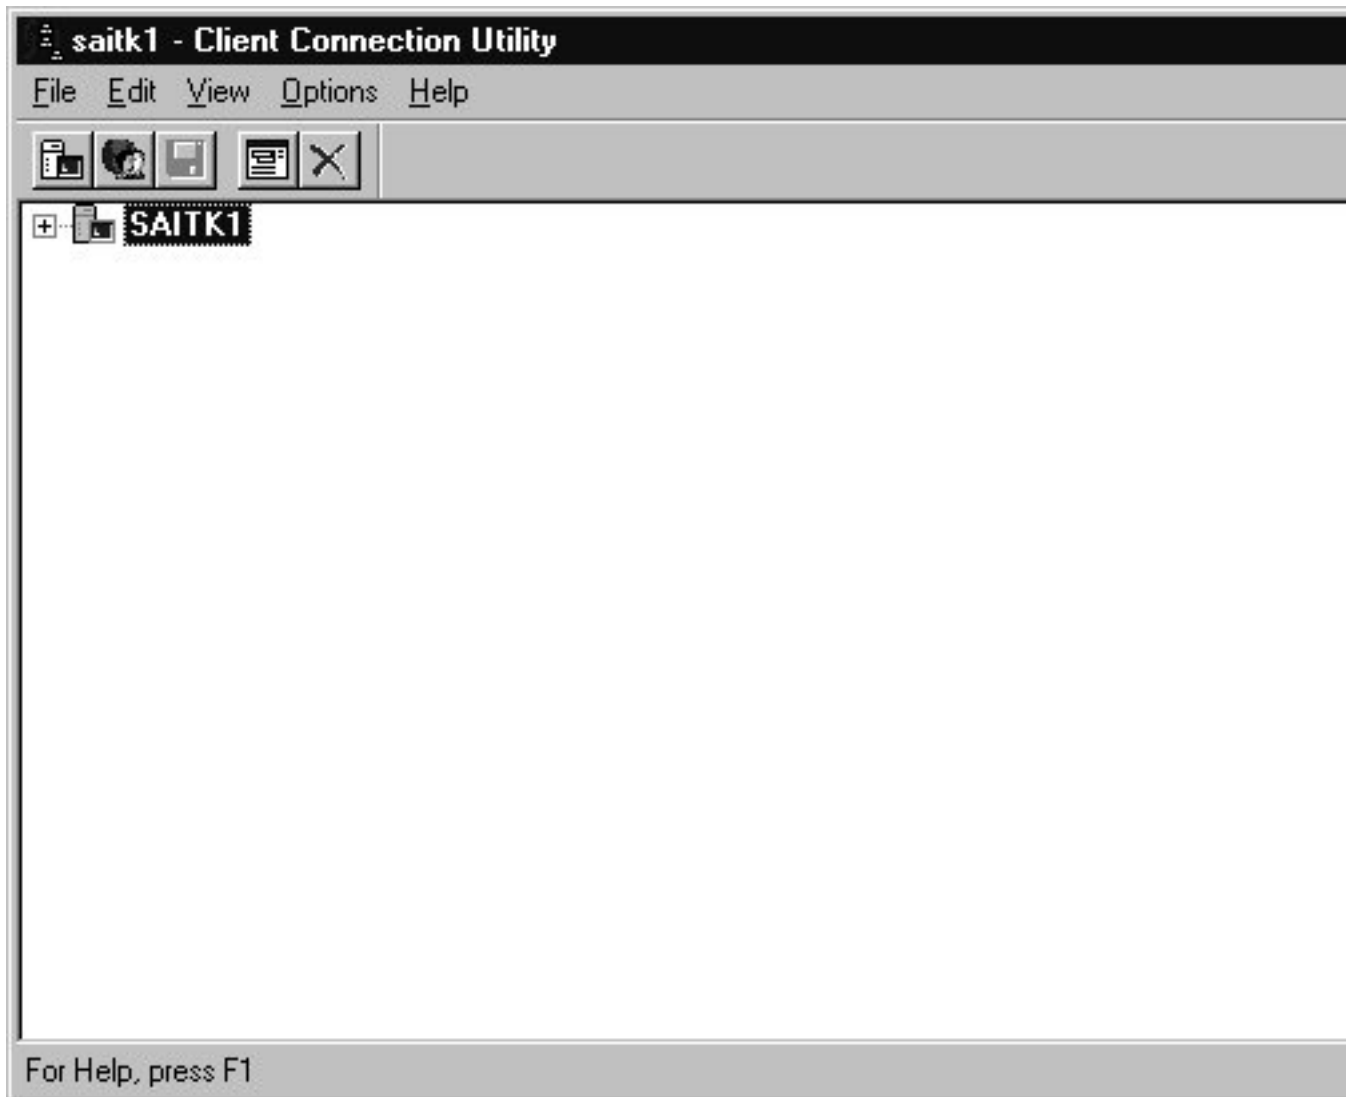 saitk1 - Client Connection Utility
File Edit View Options Help
SAITK1
For Help, press F1